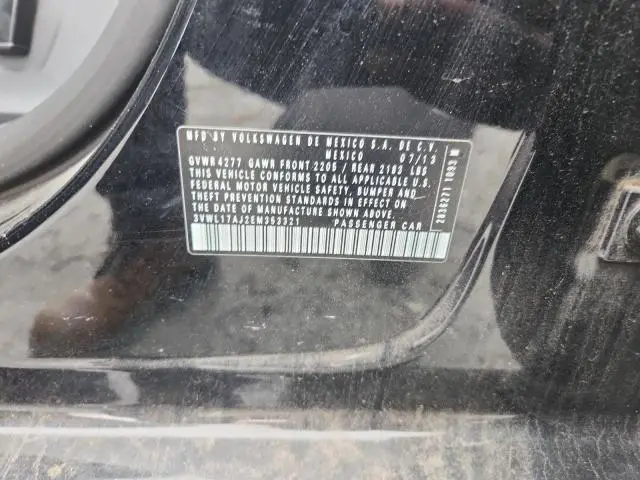 MFD BY VOLKSWAGEN DE MEXICO S.A. DE C.V.
MEXICO 07/13
GVWR 4277 GAWR FRONT 2205 REAR 2183 LBS
THIS VEHICLE CONFORMS TO ALL APPLICABLE U.S.
FEDERAL MOTOR VEHICLE SAFETY, BUMPER AND
THEFT PREVENTION STANDARDS IN EFFECT ON
THE DATE OF MANUFACTURE SHOWN ABOVE
3VWL17AJ2EM253321 PASSENGER CAR